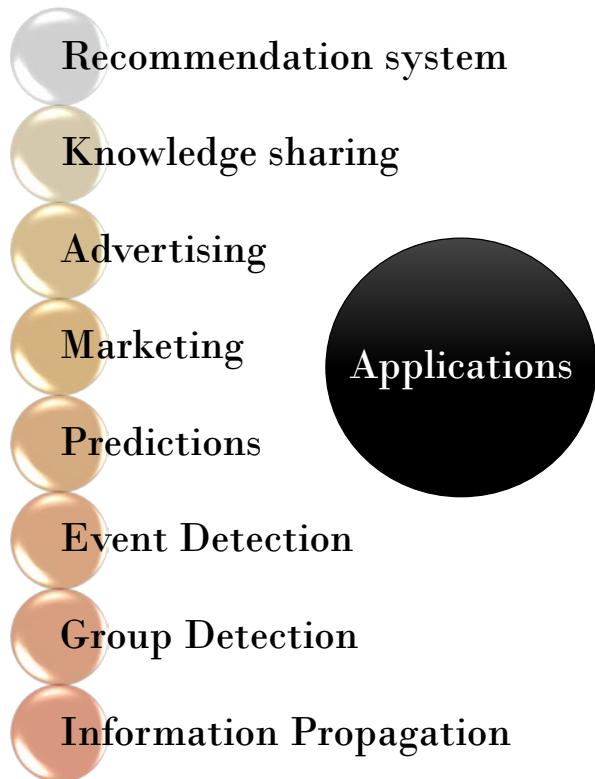 Recommendation system
Knowledge sharing
Advertising
Marketing
Applications
Predictions
Event Detection
Group Detection
Information Propagation